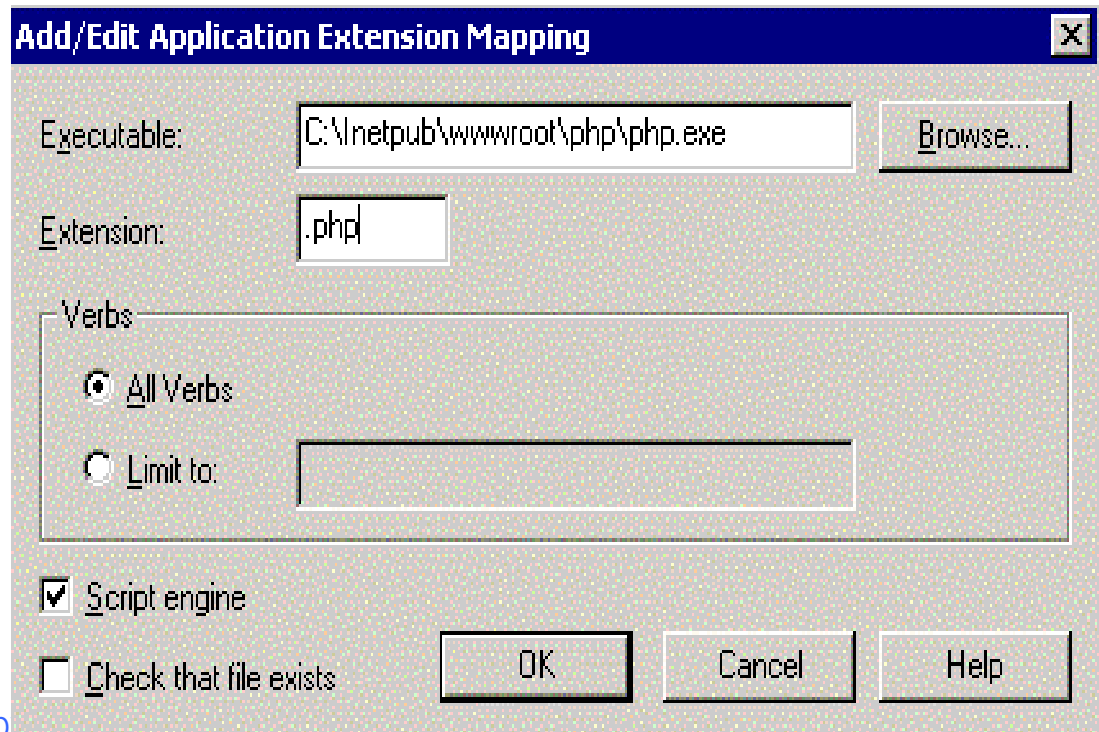 Add/Edit Application Extension Mapping
Executable: C:\Inetpub\wwwroot\php\php.exe Browse...
Extension: .php
Verbs
All Verbs
Limit to:
Script engine
Check that file exists OK Cancel Help